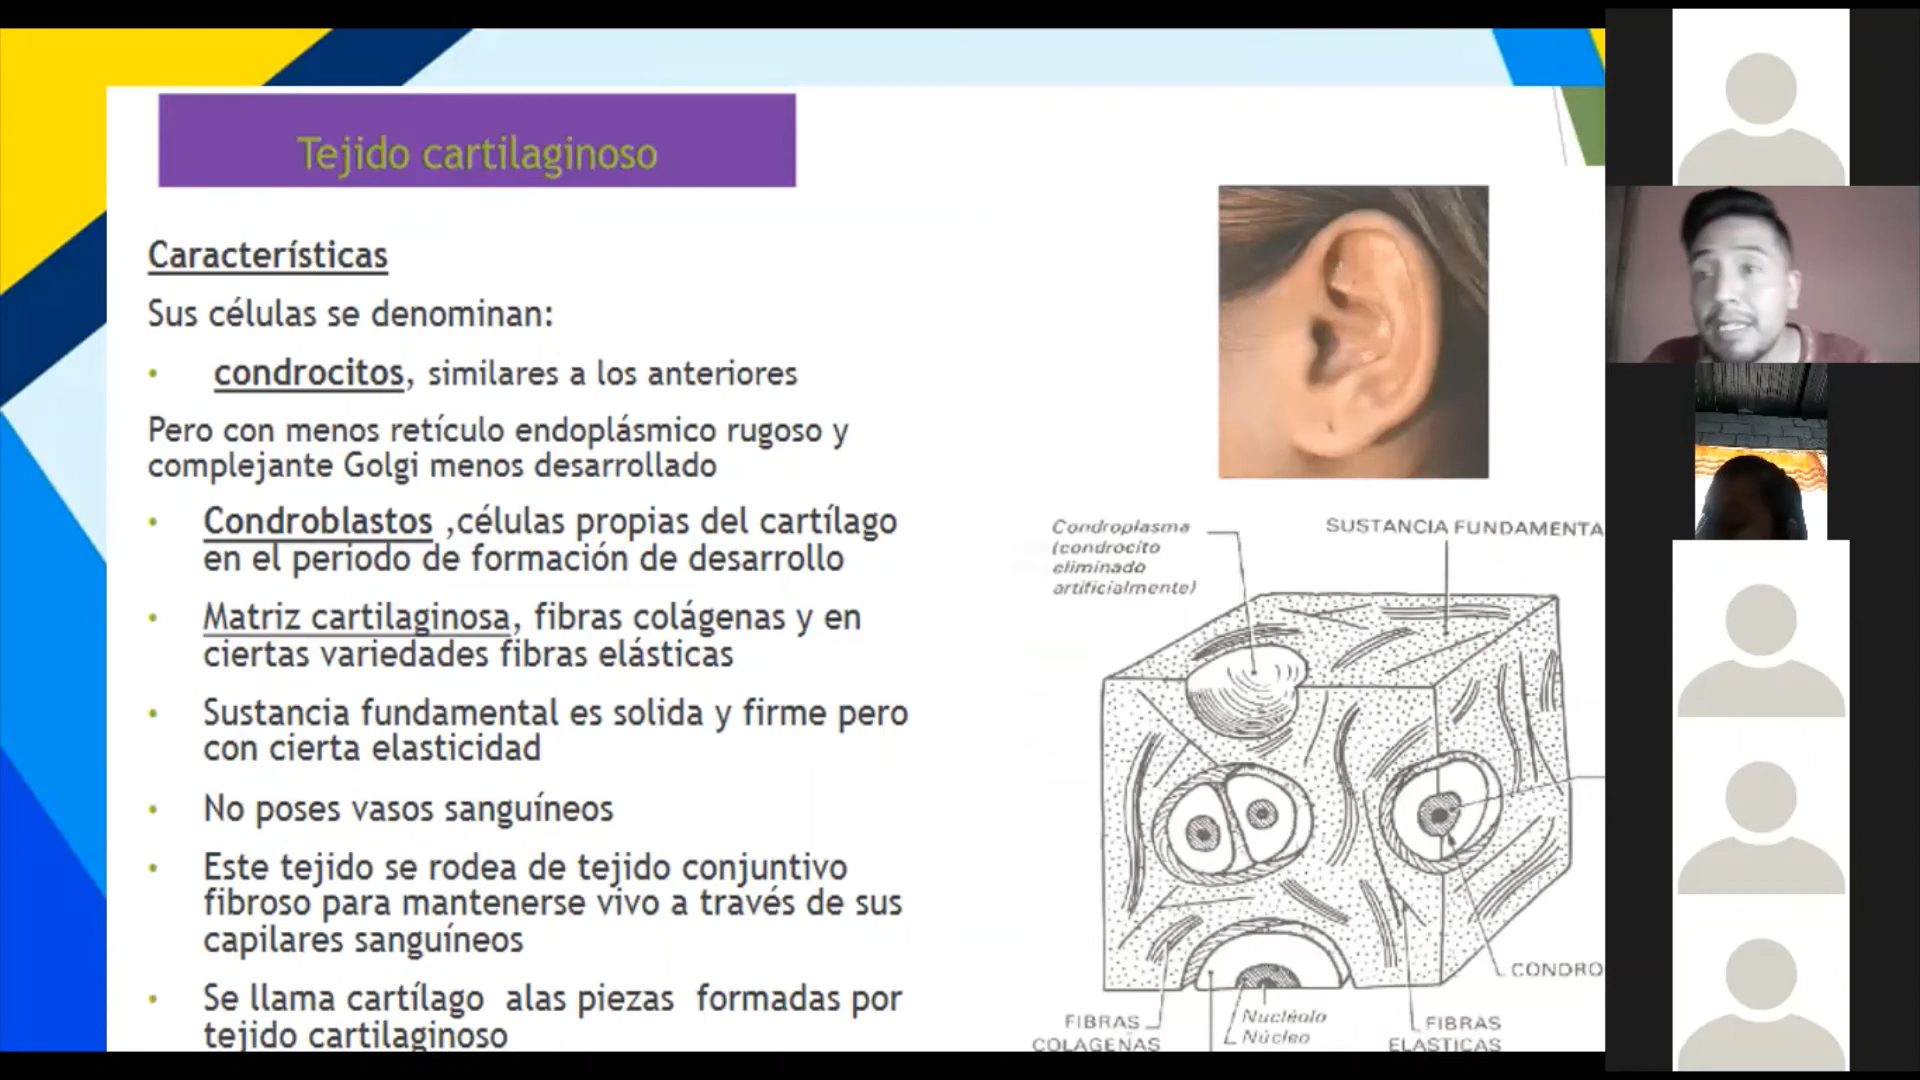 Tejido cartilaginoso
Características
Sus células se denominan:
• condrocitos, similares a los anteriores
Pero con menos retículo endoplásmico rugoso y
complejante Golgi menos desarrollado
• Condroblastos ,células propias del cartílago
en el periodo de formación de desarrollo
• Matriz cartilaginosa, fibras colágenas y en
ciertas variedades fibras elásticas
• Sustancia fundamental es solida y firme pero
con cierta elasticidad
• No poses vasos sanguíneos
• Este tejido se rodea de tejido conjuntivo
fibroso para mantenerse vivo a través de sus
capilares sanguíneos
• Se llama cartílago alas piezas formadas por
tejido cartilaginoso
Condroplasma
(condrocito
eliminado
artificialmente)
SUSTANCIA FUNDAMENTA
CONDRO
FIBRAS
COLAGENAS
Nucléolo
Núcleo
FIBRAS
ELASTICAS